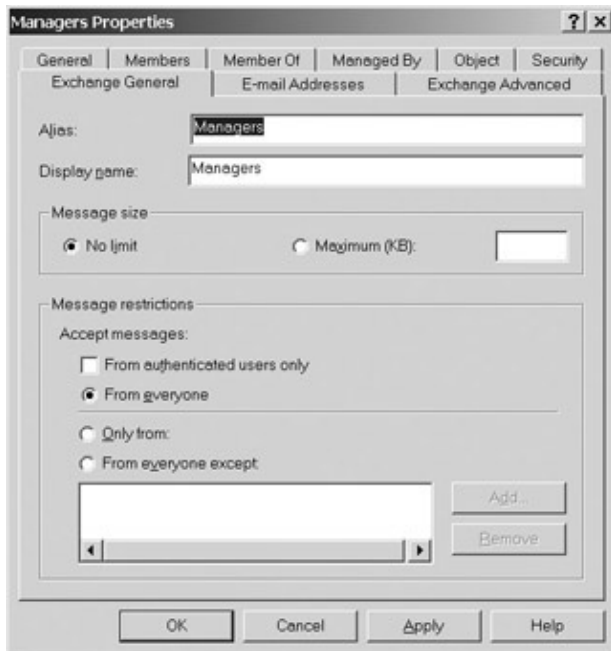 Managers Properties
General Members Member Of Managed By Object Security
Exchange General E-mail Addresses Exchange Advanced
Alias: Managers
Display name: Managers
Message size
No limit Maximum (KB):
Message restrictions
Accept messages:
From authenticated users only
From everyone
Only from:
From everyone except:
Add...
Remove
OK Cancel Apply Help